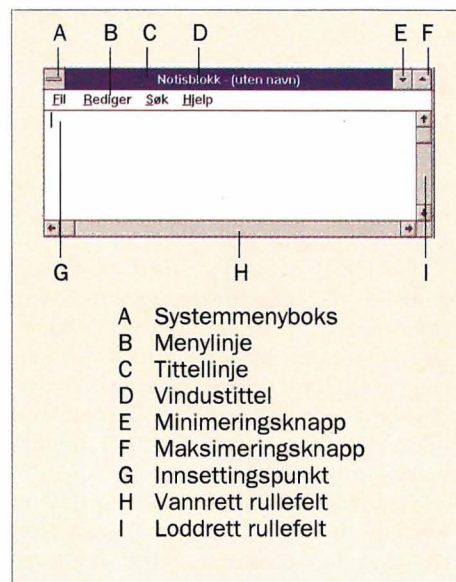 A B C D E F
Notisblokk - (uten navn)
Fil Rediger Søk Hjelp
G H I
A Systemmenyboks
B Menylinje
C Tittellinje
D Vindustittel
E Minimeringsknapp
F Maksimeringsknapp
G Innsettingspunkt
H Vannrett rullefelt
I Loddrett rullefelt